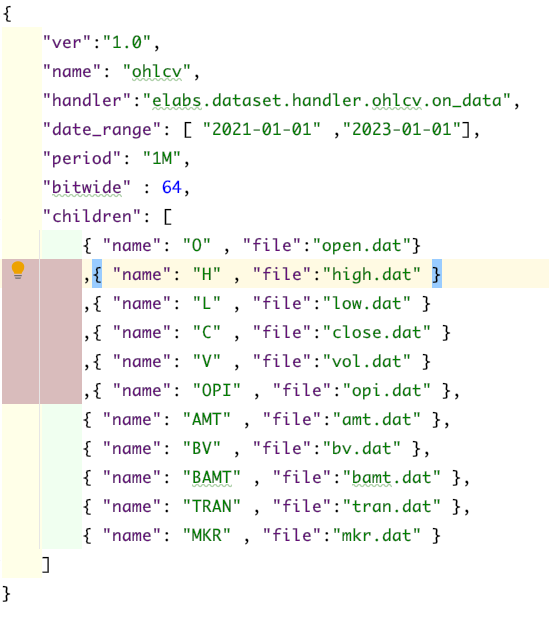 {
    "ver":"1.0",
    "name": "ohlcv",
    "handler":"elabs.dataset.handler.ohlcv.on_data",
    "date_range": [ "2021-01-01" ,"2023-01-01"],
    "period": "1M",
    "bitwide" : 64,
    "children": [
        { "name": "O" , "file":"open.dat"}
        ,{ "name": "H" , "file":"high.dat" }
        ,{ "name": "L" , "file":"low.dat" }
        ,{ "name": "C" , "file":"close.dat" }
        ,{ "name": "V" , "file":"vol.dat" }
        ,{ "name": "OPI" , "file":"opi.dat" },
        { "name": "AMT" , "file":"amt.dat" },
        { "name": "BV" , "file":"bv.dat" },
        { "name": "BAMT" , "file":"bamt.dat" },
        { "name": "TRAN" , "file":"tran.dat" },
        { "name": "MKR" , "file":"mkr.dat" }
    ]
}